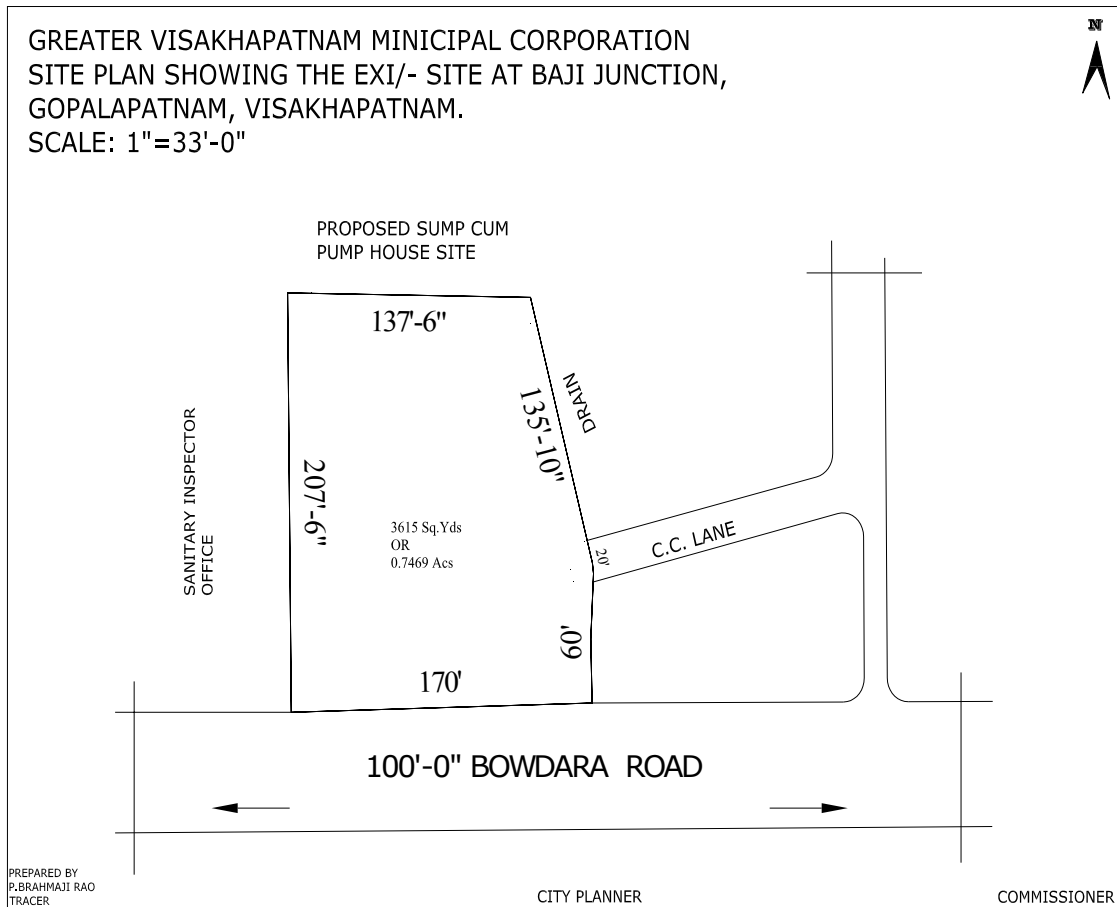 GREATER VISAKHAPATNAM MINICIPAL CORPORATION
SITE PLAN SHOWING THE EXI/- SITE AT BAJI JUNCTION,
GOPALAPATNAM, VISAKHAPATNAM.
SCALE: 1"=33'-0"
N
PROPOSED SUMP CUM
PUMP HOUSE SITE
137'-6"
DRAIN
135'-10"
SANITARY INSPECTOR
OFFICE
207'-6"
3615 Sq.Yds
OR
0.7469 Acs
20'
C.C. LANE
60'
170'
100'-0" BOWDARA ROAD
PREPARED BY
P.BRAHMAJI RAO
TRACER
CITY PLANNER
COMMISSIONER